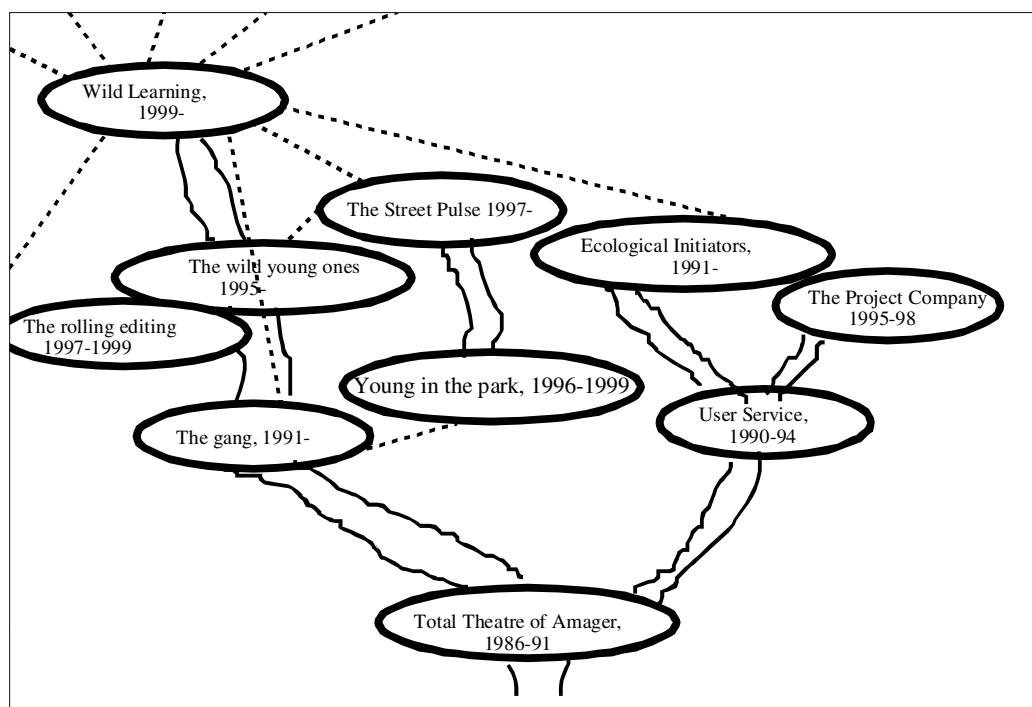 Wild Learning,
1999-
The Street Pulse 1997-
Ecological Initiators,
1991-
The wild young ones
1995-
The Project Company
1995-98
The rolling editing
1997-1999
Young in the park, 1996-1999
User Service,
1990-94
The gang, 1991-
Total Theatre of Amager,
1986-91